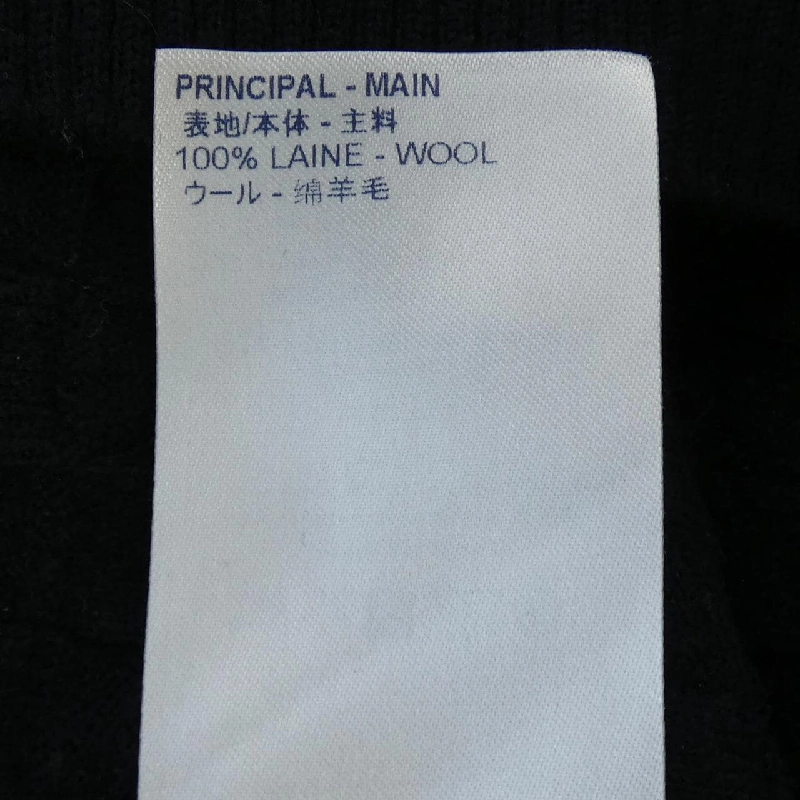 PRINCIPAL - MAIN
表地/本体 - 主料
100% LAINE - WOOL
ウール - 绵羊毛